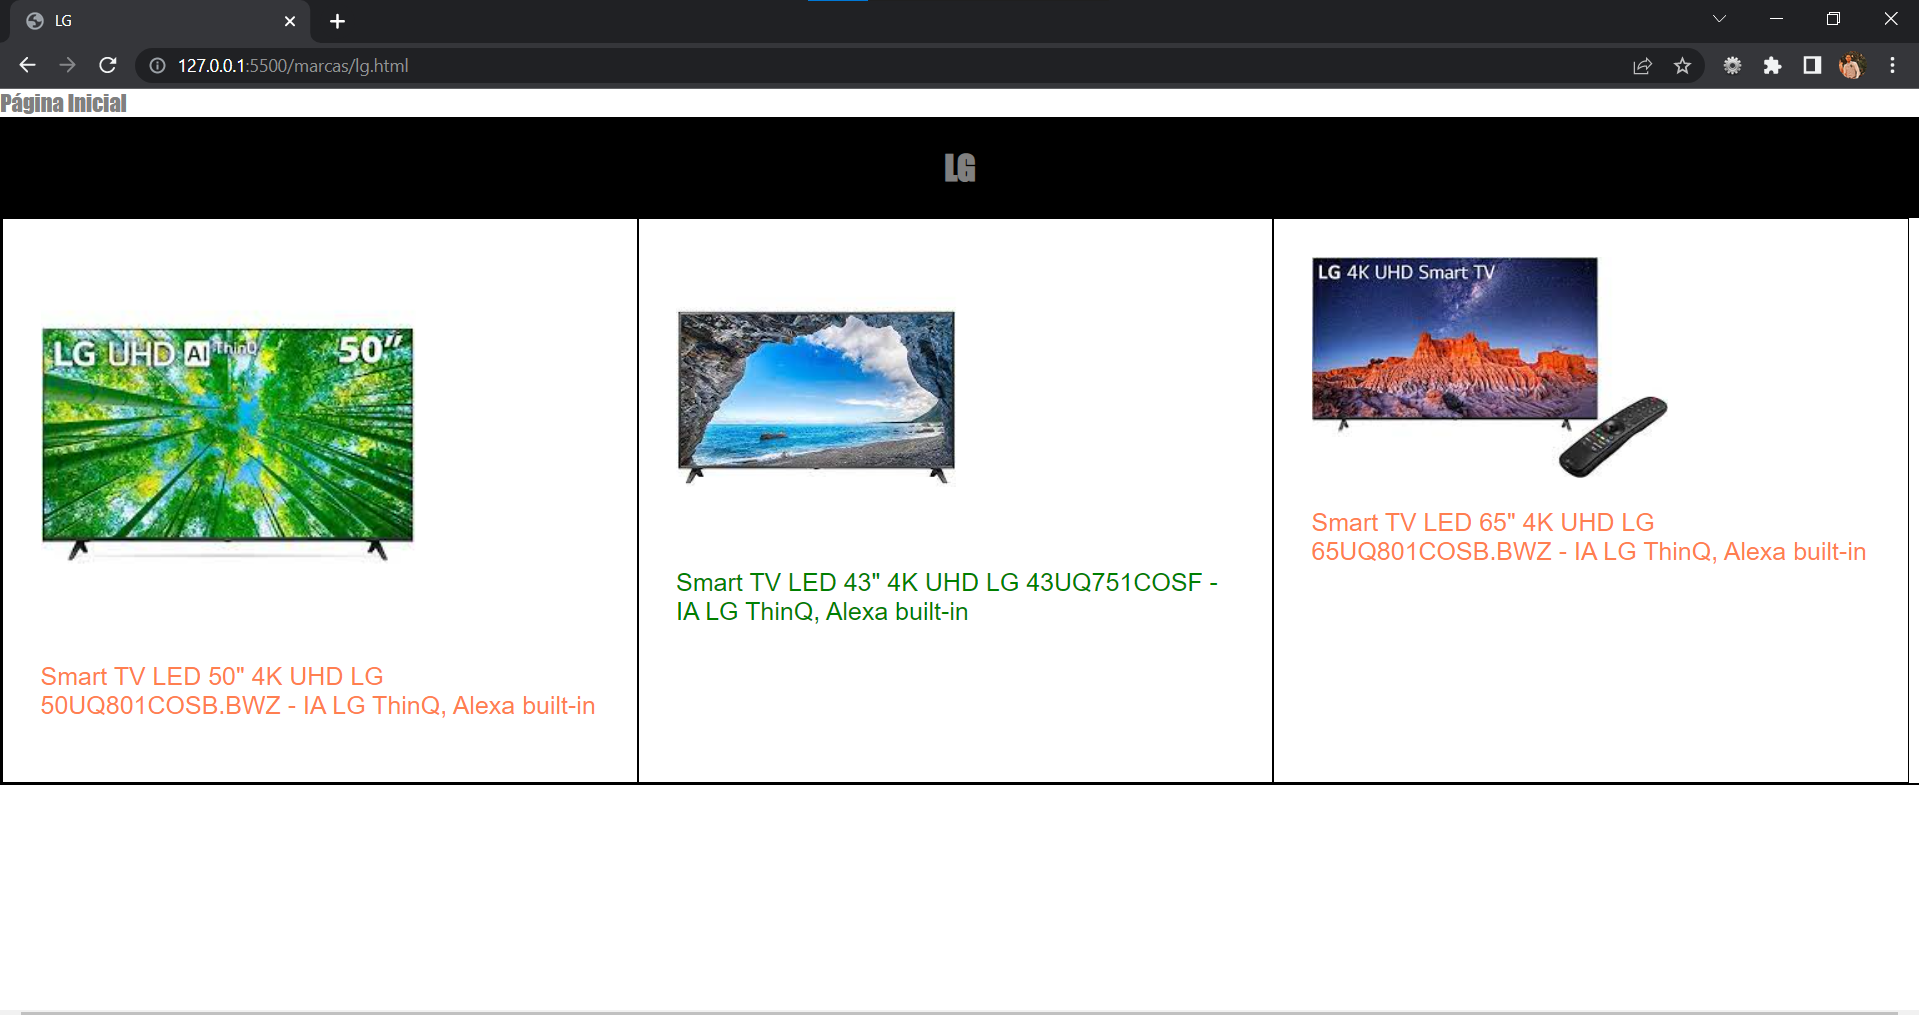 LG
127.0.0.1:5500/marcas/lg.html
Página Inicial
LG
LG UHD AI ThinQ 50”
LG 4K UHD Smart TV
Smart TV LED 50" 4K UHD LG
50UQ801COSB.BWZ - IA LG ThinQ, Alexa built-in
Smart TV LED 43" 4K UHD LG 43UQ751COSF -
IA LG ThinQ, Alexa built-in
Smart TV LED 65" 4K UHD LG
65UQ801COSB.BWZ - IA LG ThinQ, Alexa built-in